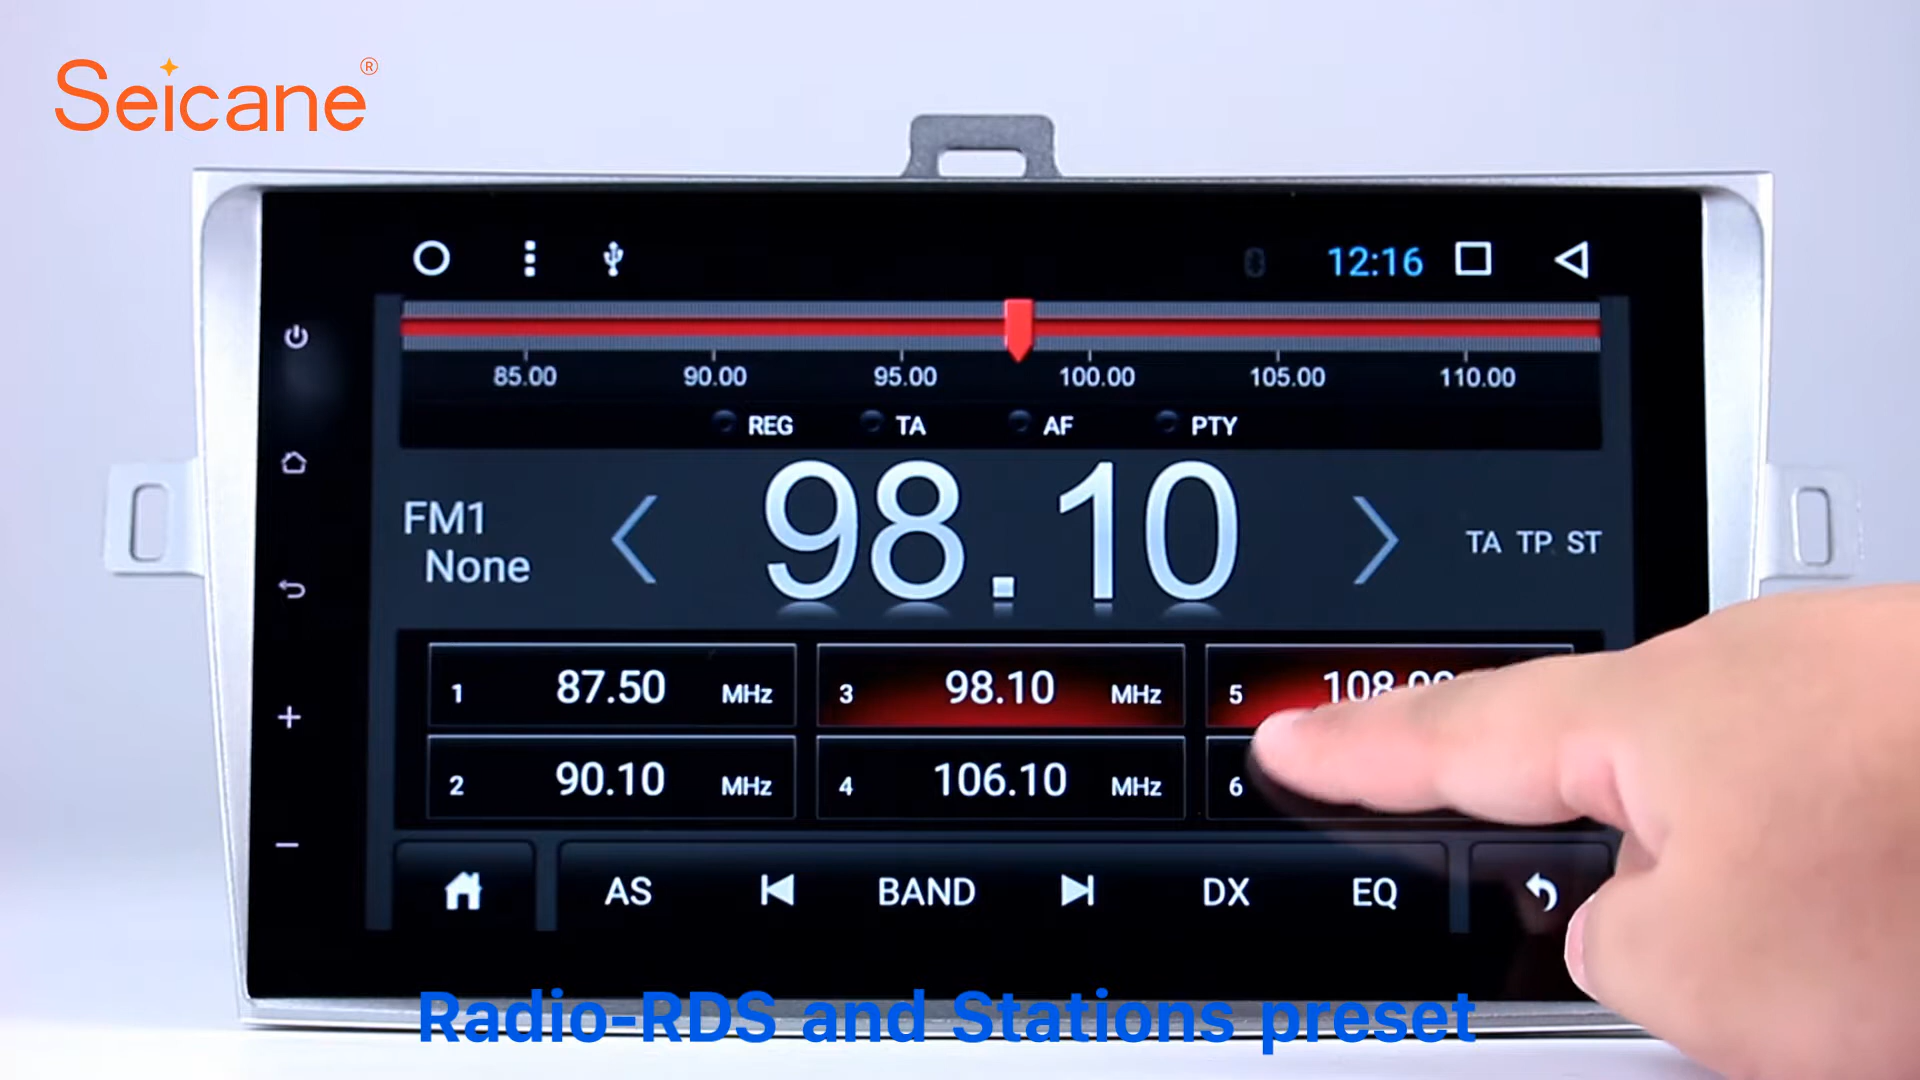 Seicane®
12:16
85.00 90.00 95.00 100.00 105.00 110.00
REG TA AF PTY
FM1
None
98.10
TA TP ST
1 87.50 MHz
3 98.10 MHz
5 108.00
2 90.10 MHz
4 106.10 MHz
6
AS BAND DX EQ
Radio-RDS and Stations preset